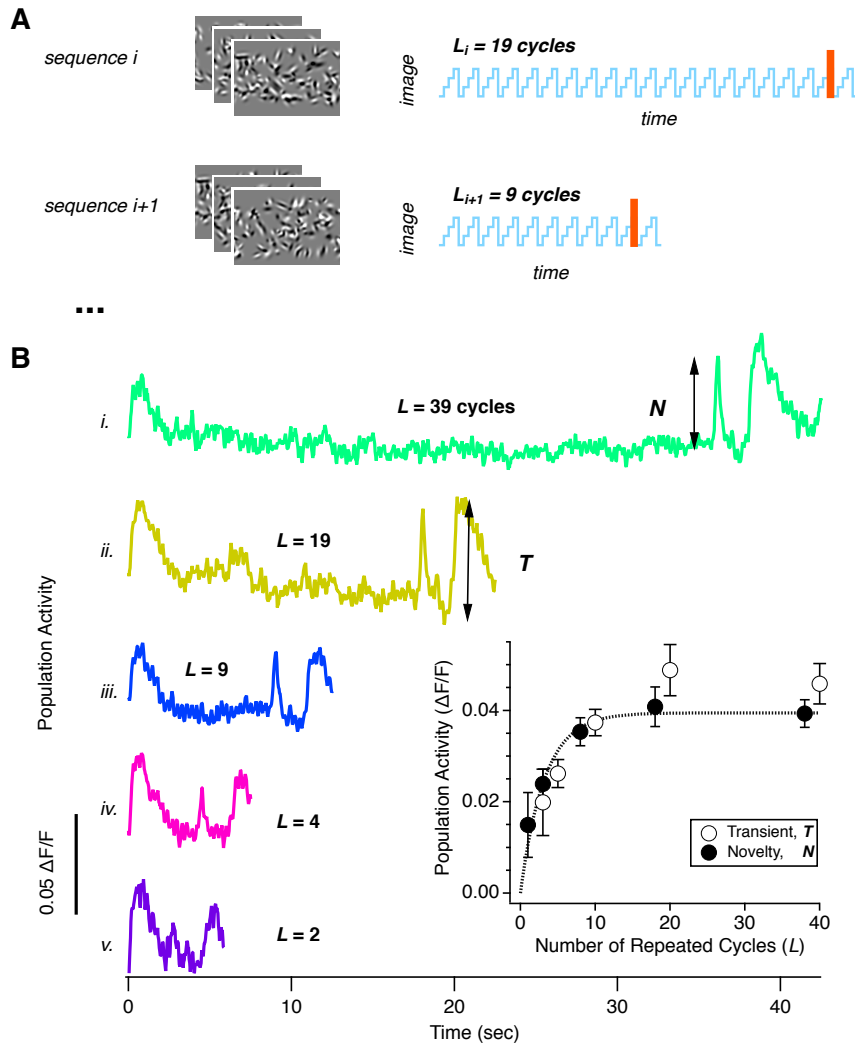 A
sequence i
image
Li = 19 cycles
time
sequence i+1
image
Li+1 = 9 cycles
time
...
B
i.
L = 39 cycles
N
ii.
L = 19
T
Population Activity
iii.
L = 9
iv.
L = 4
0.05 ΔF/F
v.
L = 2
Population Activity (ΔF/F)
0.04
0.02
0.00
Transient, T
Novelty, N
0 10 20 30 40
Number of Repeated Cycles (L)
0 10 20 30 40
Time (sec)